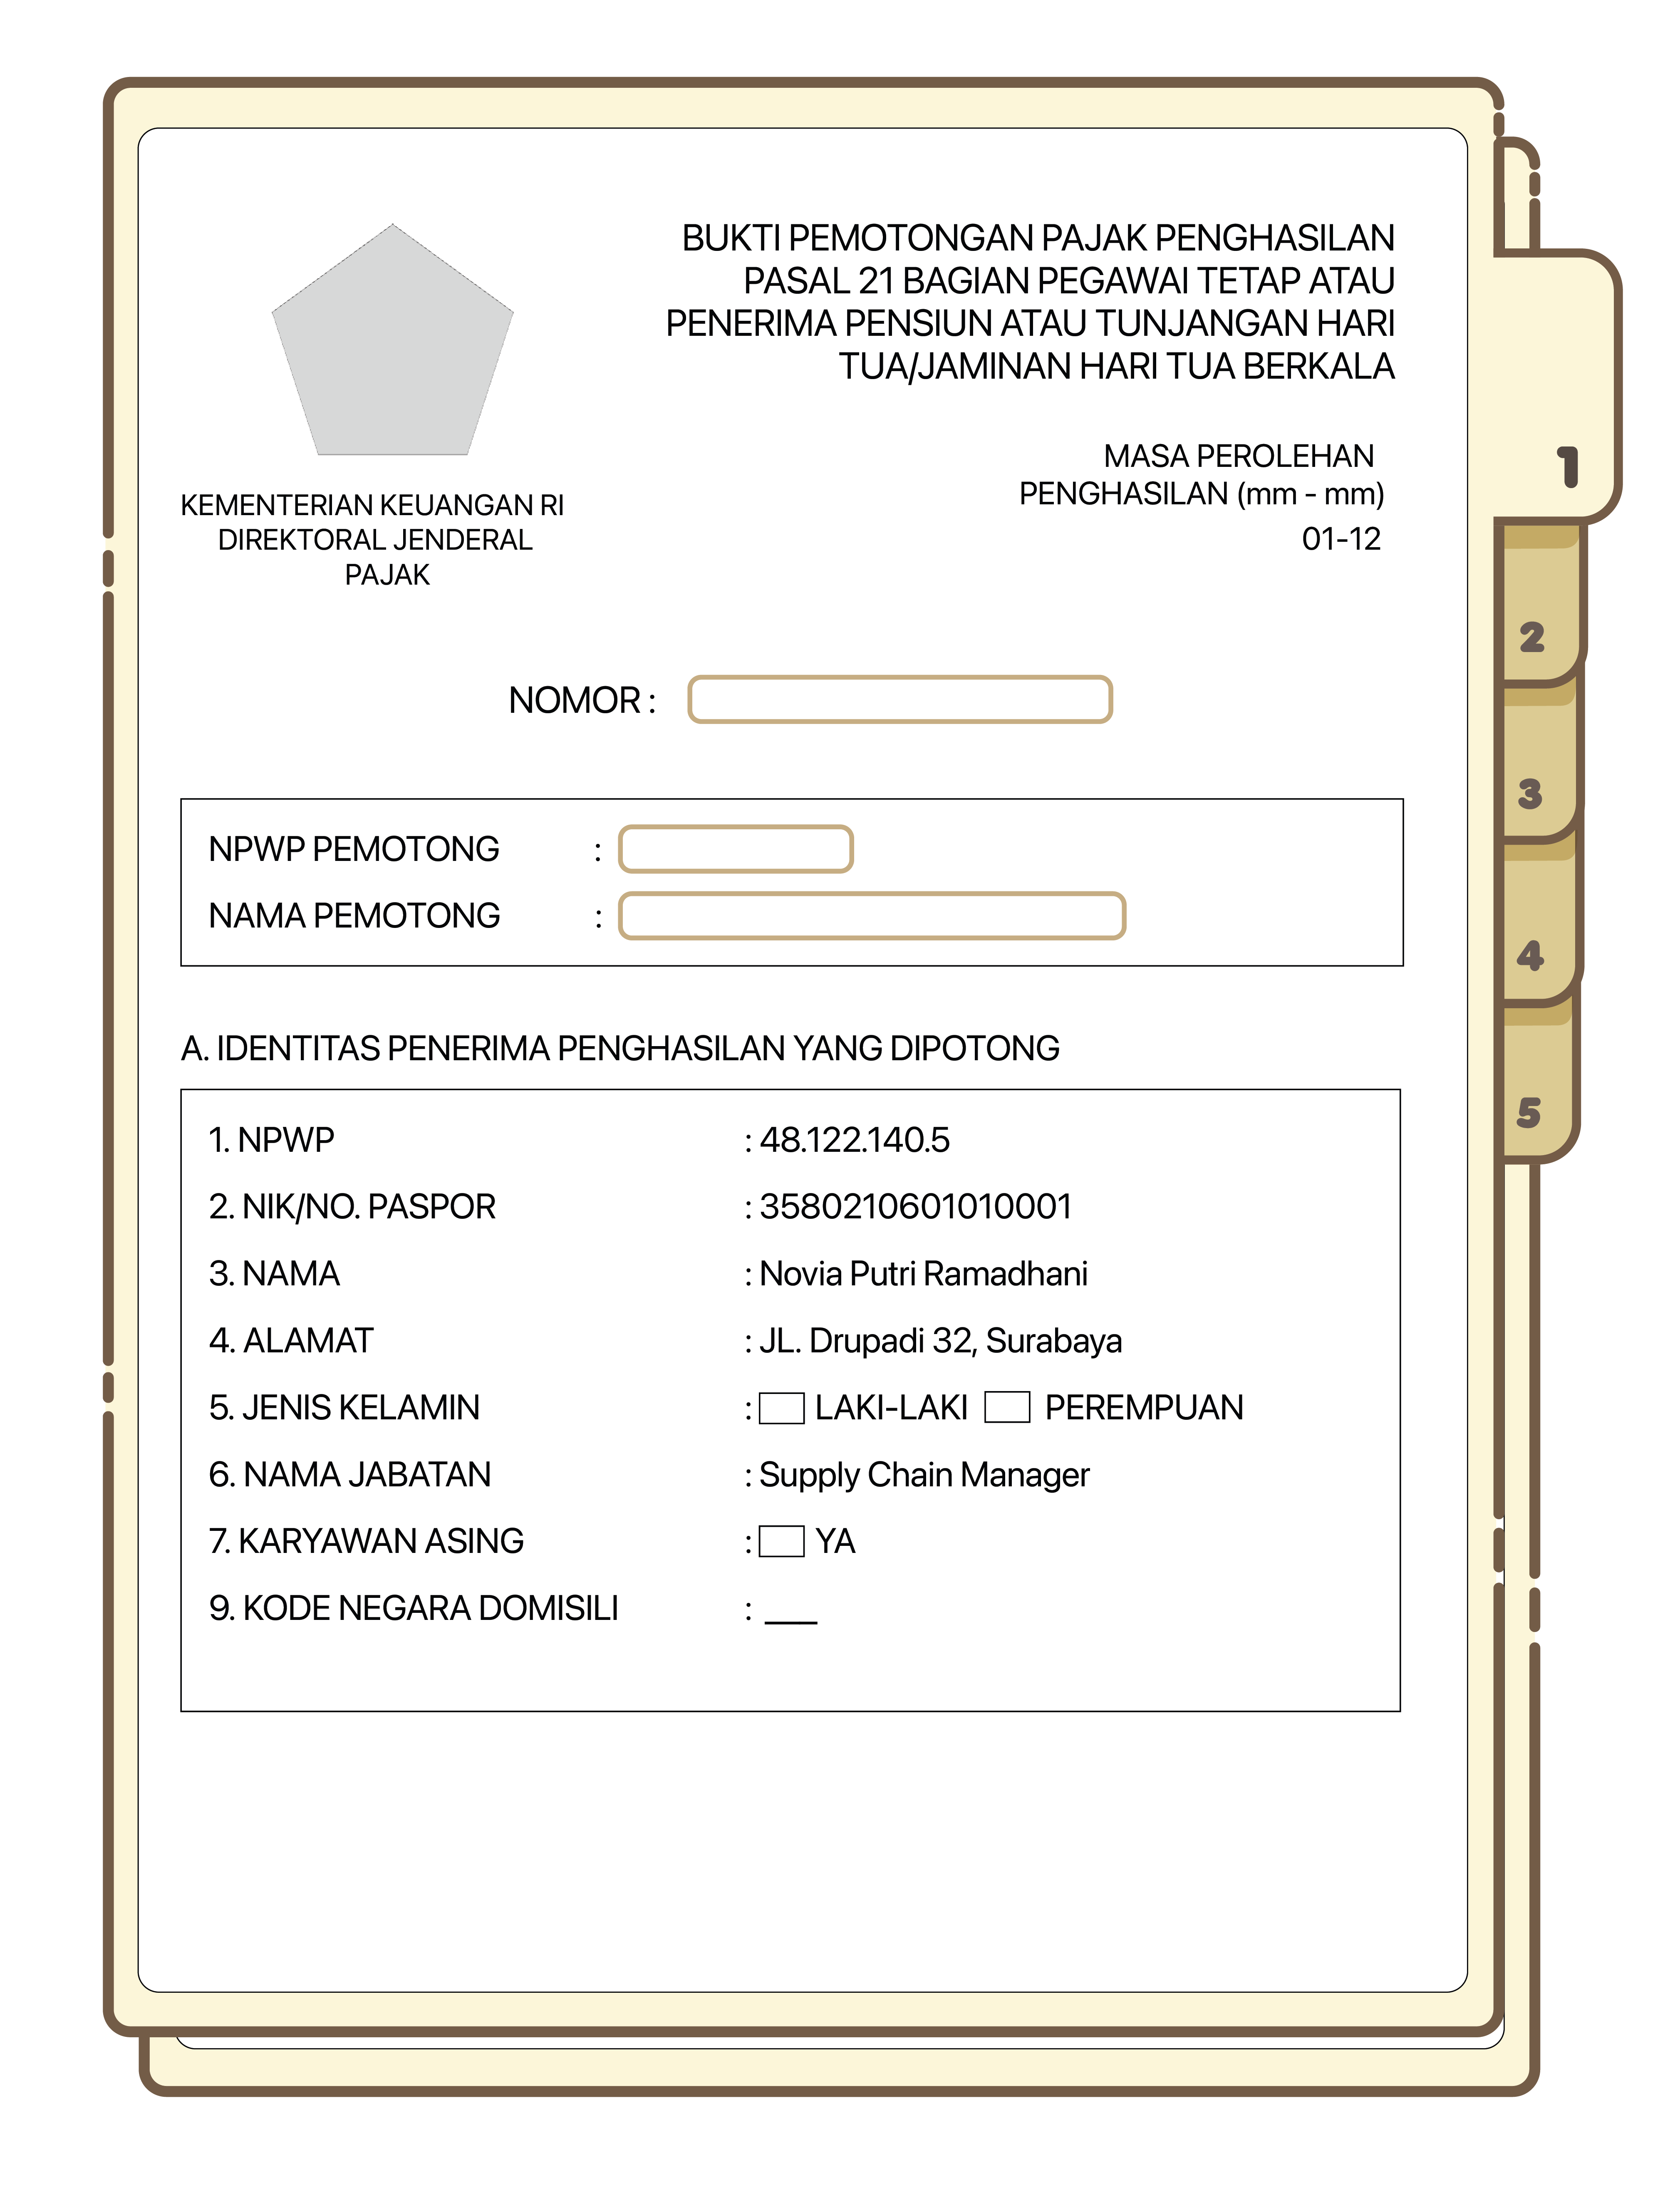 BUKTI PEMOTONGAN PAJAK PENGHASILAN
PASAL 21 BAGIAN PEGAWAI TETAP ATAU
PENERIMA PENSIUN ATAU TUNJANGAN HARI
TUA/JAMINAN HARI TUA BERKALA
MASA PEROLEHAN
PENGHASILAN (mm - mm)
01-12
KEMENTERIAN KEUANGAN RI
DIREKTORAL JENDERAL
PAJAK
NOMOR :
NPWP PEMOTONG :
NAMA PEMOTONG :
A. IDENTITAS PENERIMA PENGHASILAN YANG DIPOTONG
1. NPWP : 48.122.140.5
2. NIK/NO. PASPOR : 3580210601010001
3. NAMA : Novia Putri Ramadhani
4. ALAMAT : JL. Drupadi 32, Surabaya
5. JENIS KELAMIN : LAKI-LAKI PEREMPUAN
6. NAMA JABATAN : Supply Chain Manager
7. KARYAWAN ASING : YA
9. KODE NEGARA DOMISILI : ___
1
2
3
4
5